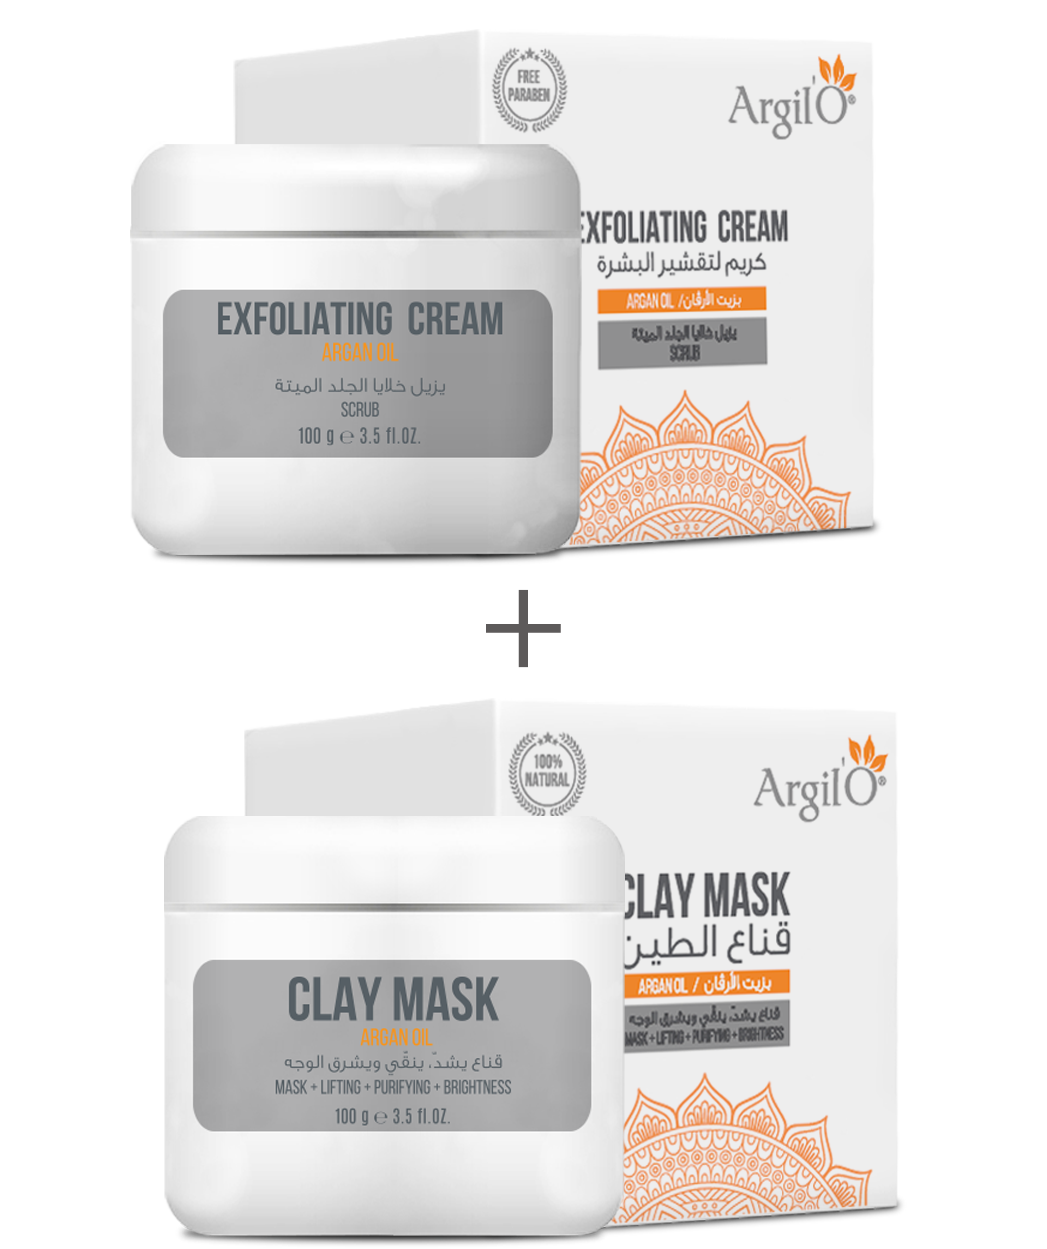 FREE
PARABEN
Argil'O®
EXFOLIATING CREAM
كريم لتقشير البشرة
ARGAN OIL / بزيت الأرڤان
يزيل خلايا الجلد الميتة
SCRUB
EXFOLIATING CREAM
ARGAN OIL
يزيل خلايا الجلد الميتة
SCRUB
100 g ℮ 3.5 fl.OZ.
+
100%
NATURAL
Argil'O®
CLAY MASK
قناع الطين
ARGAN OIL / بزيت الأرڤان
قناع يشدّ، ينقّي ويشرق الوجه
MASK + LIFTING + PURIFYING + BRIGHTNESS
CLAY MASK
ARGAN OIL
قناع يشدّ، ينقّي ويشرق الوجه
MASK + LIFTING + PURIFYING + BRIGHTNESS
100 g ℮ 3.5 fl.OZ.